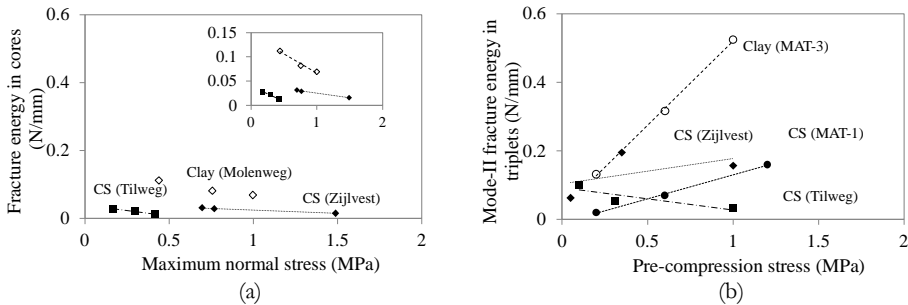 Fracture energy in cores
(N/mm)
0.6
0.4
0.2
0
0 0.5 1 1.5 2
0.15
0.1
0.05
0
0 1 2
CS (Tilweg)
Clay (Molenweg)
CS (Zijlvest)
Maximum normal stress (MPa)
(a)
Mode-II fracture energy in
triplets (N/mm)
0.6
0.4
0.2
0
0 0.5 1 1.5 2
Clay (MAT-3)
CS (Zijlvest)
CS (MAT-1)
CS (Tilweg)
Pre-compression stress (MPa)
(b)